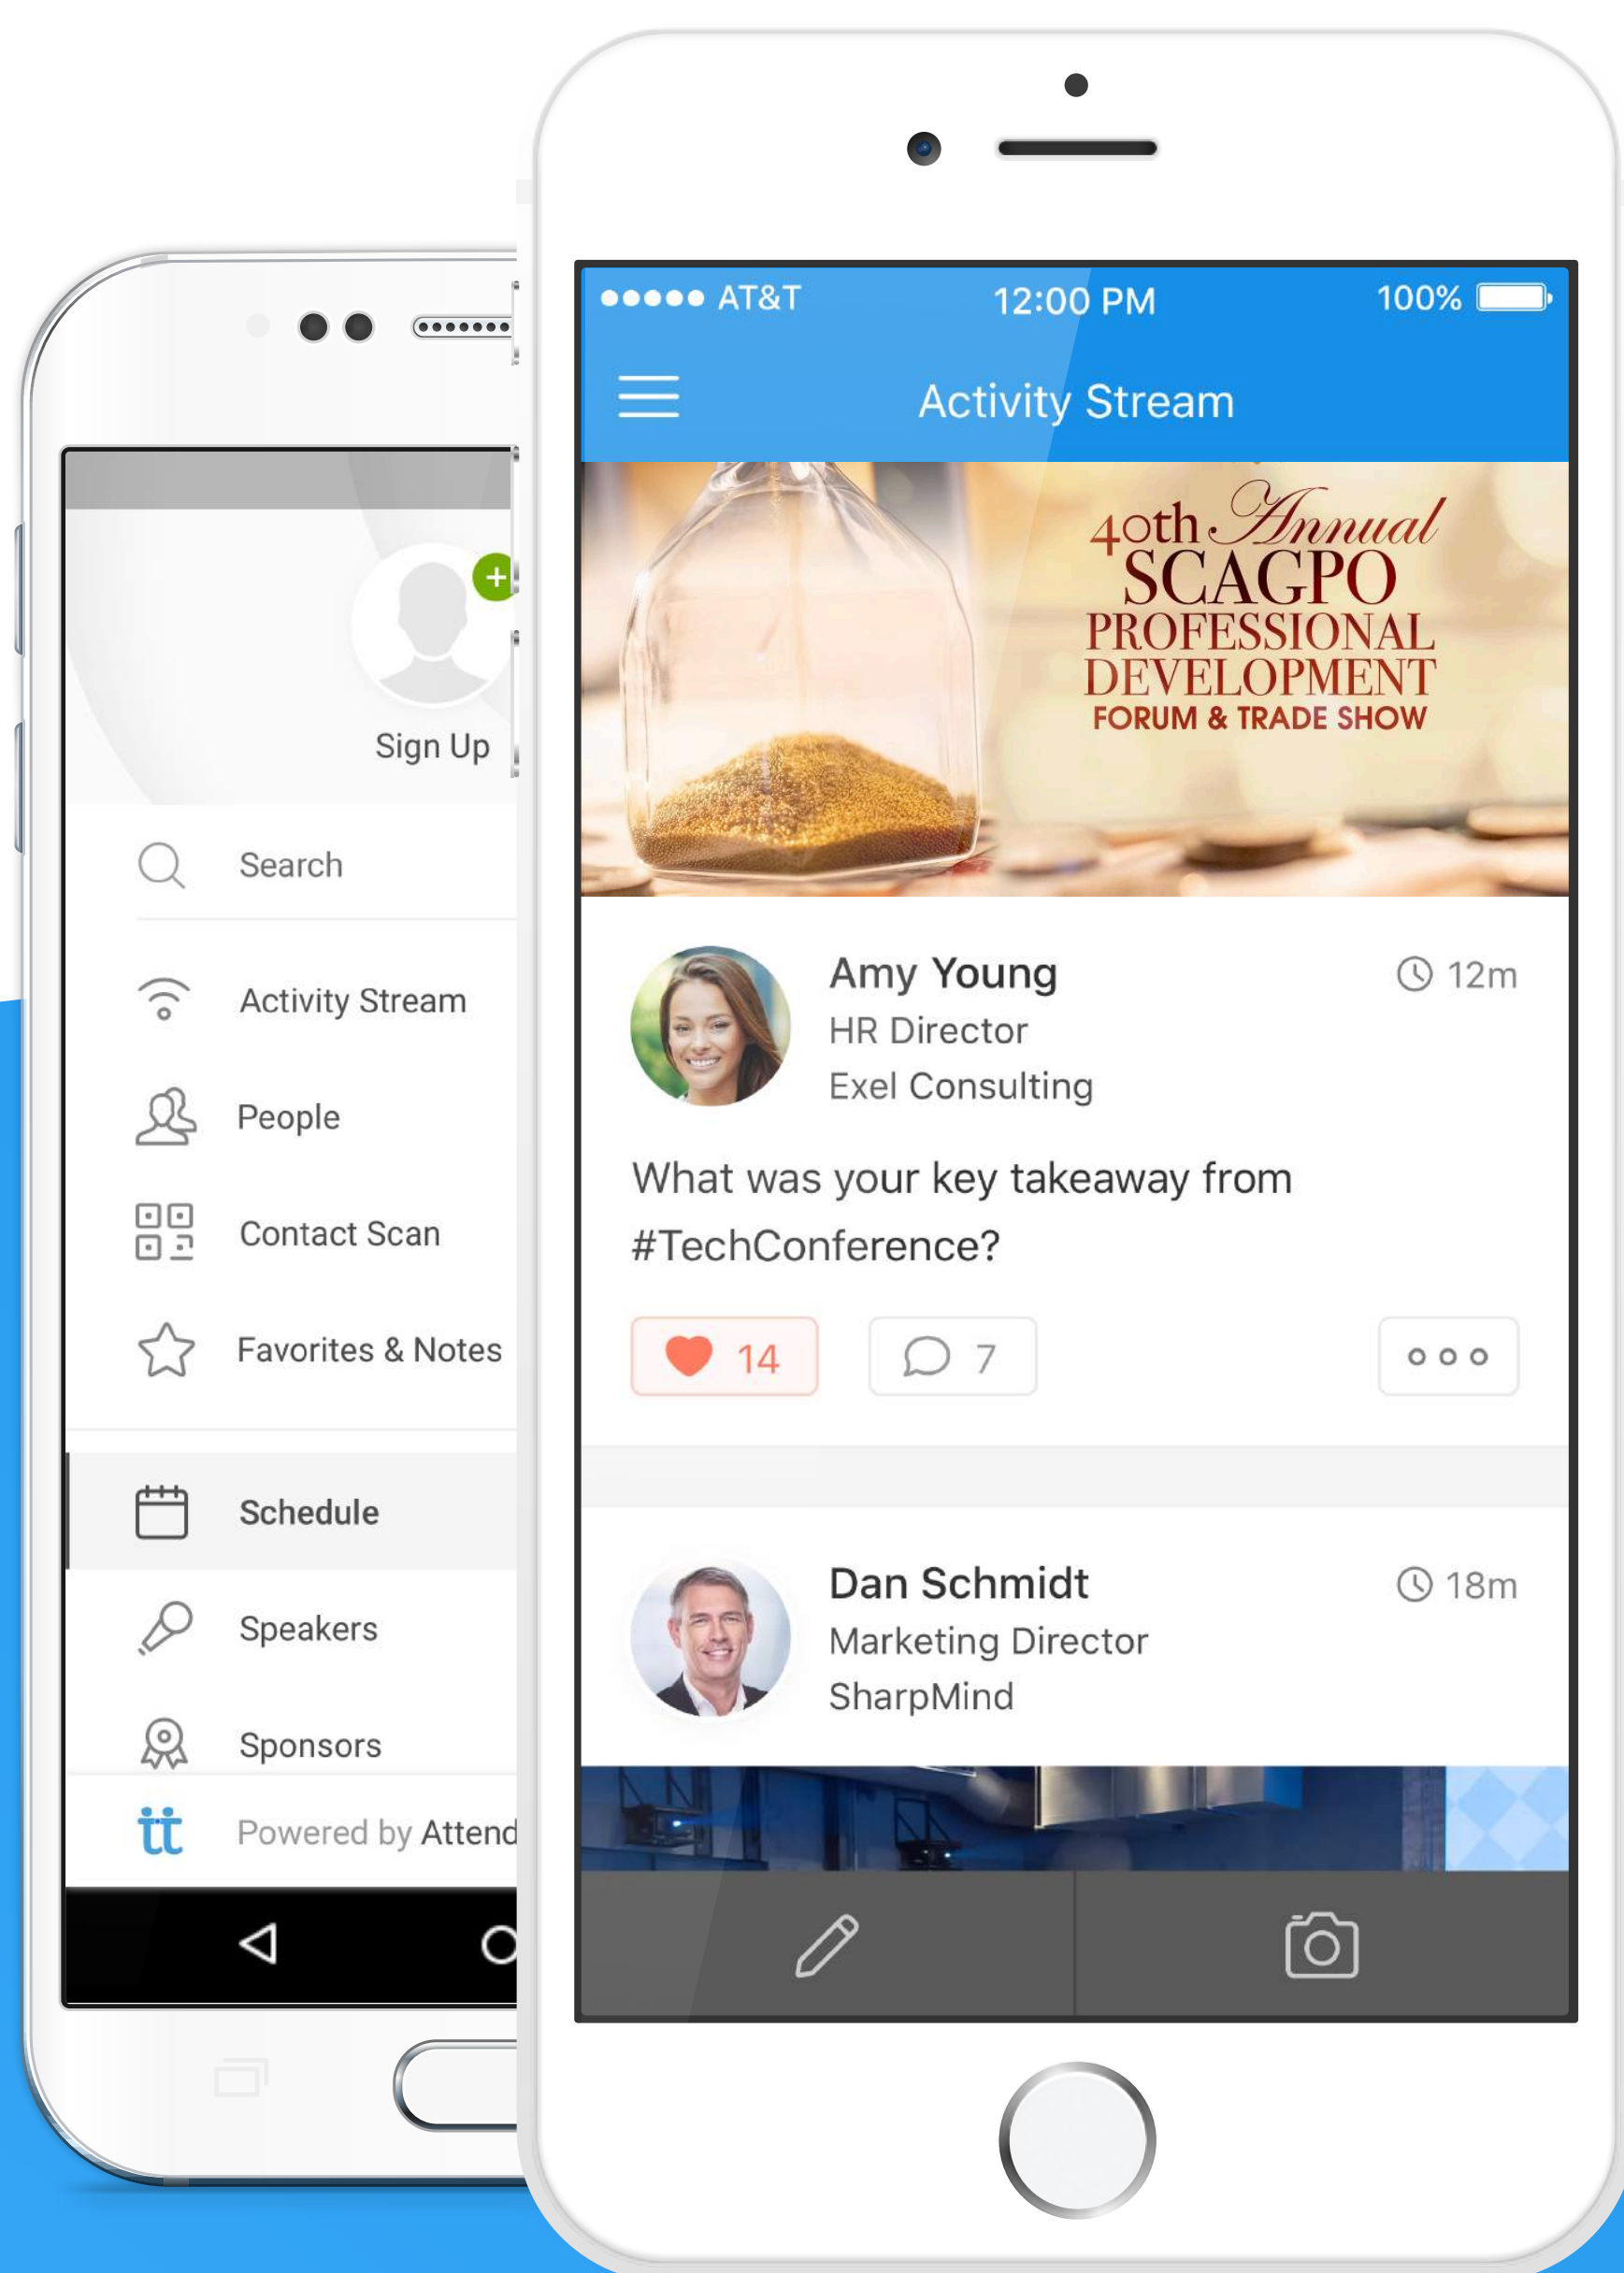 Sign Up
Search
Activity Stream
People
Contact Scan
Favorites & Notes
Schedule
Speakers
Sponsors
tt Powered by Attend
AT&T 12:00 PM 100%
Activity Stream
40th Annual
SCAGPO
PROFESSIONAL
DEVELOPMENT
FORUM & TRADE SHOW
Amy Young 12m
HR Director
Exel Consulting
What was your key takeaway from
#TechConference?
14 7
Dan Schmidt 18m
Marketing Director
SharpMind